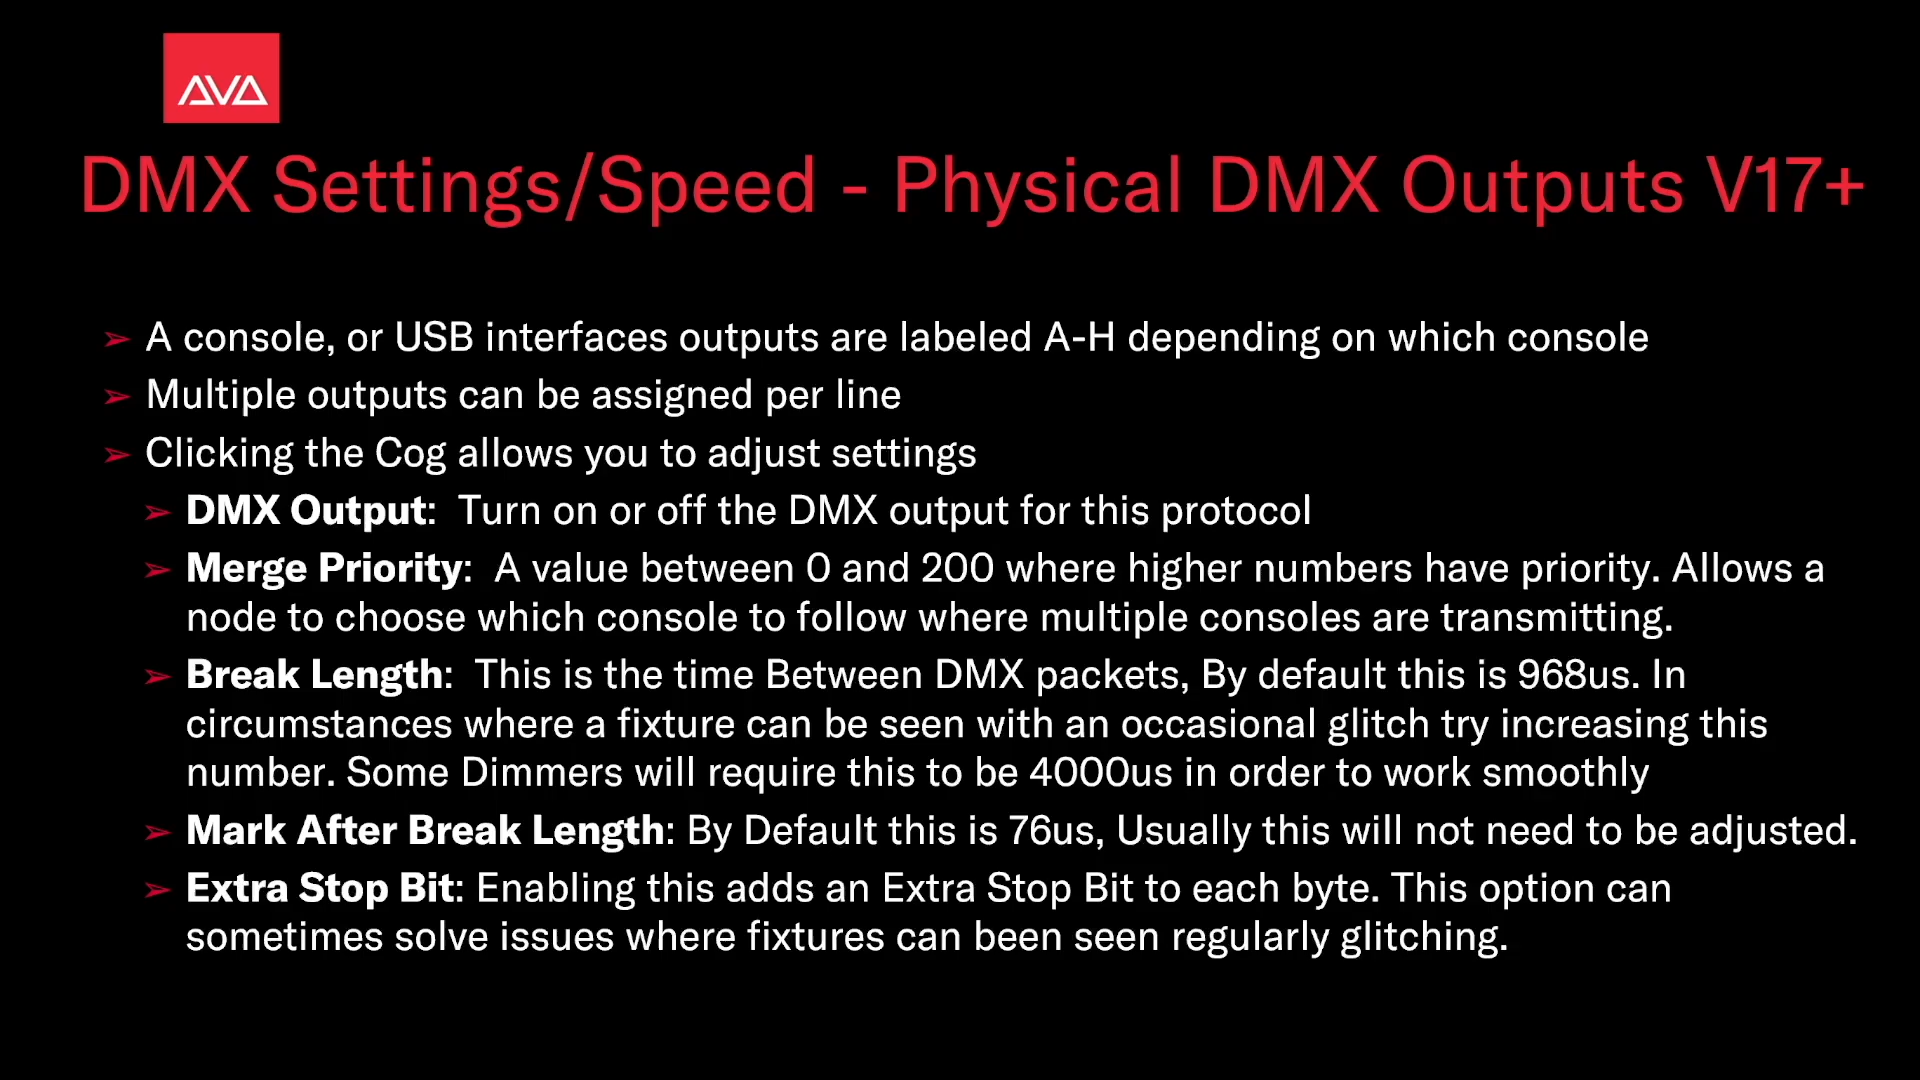 AVA
DMX Settings/Speed - Physical DMX Outputs V17+
➢ A console, or USB interfaces outputs are labeled A-H depending on which console
➢ Multiple outputs can be assigned per line
➢ Clicking the Cog allows you to adjust settings
➢ DMX Output: Turn on or off the DMX output for this protocol
➢ Merge Priority: A value between 0 and 200 where higher numbers have priority. Allows a
node to choose which console to follow where multiple consoles are transmitting.
➢ Break Length: This is the time Between DMX packets, By default this is 968us. In
circumstances where a fixture can be seen with an occasional glitch try increasing this
number. Some Dimmers will require this to be 4000us in order to work smoothly
➢ Mark After Break Length: By Default this is 76us, Usually this will not need to be adjusted.
➢ Extra Stop Bit: Enabling this adds an Extra Stop Bit to each byte. This option can
sometimes solve issues where fixtures can been seen regularly glitching.